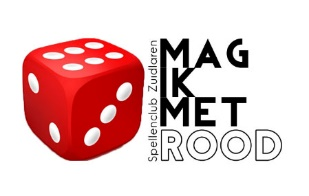 Spellenclub Zuidlaren
MAG
IK
MET
ROOD